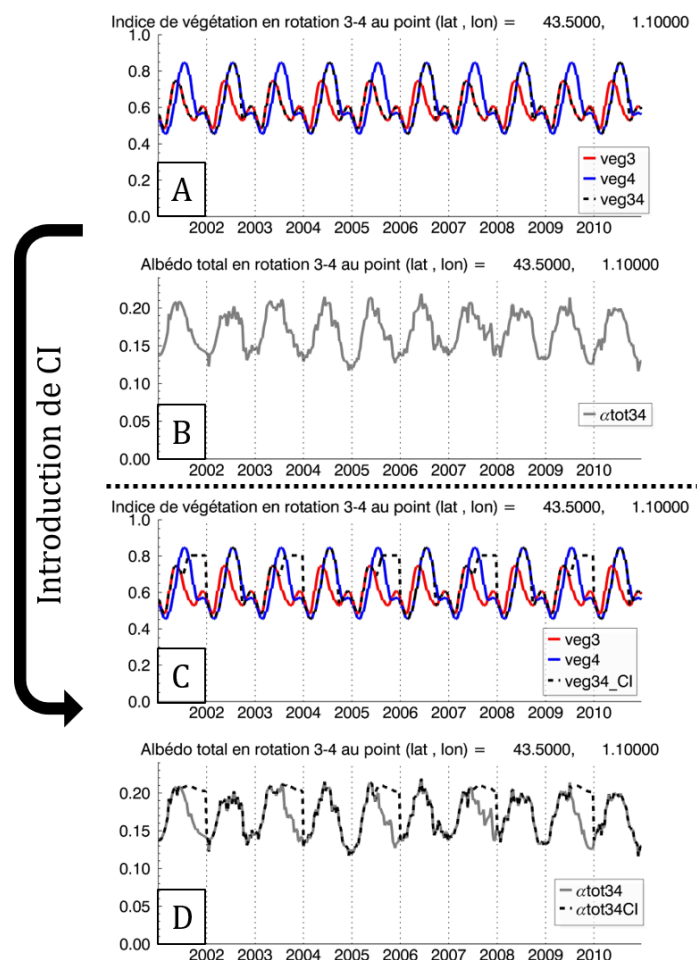 Indice de végétation en rotation 3-4 au point (lat , lon) = 43.5000, 1.10000
1.0
0.8
0.6
0.4
0.2
0.0
A
veg3
veg4
veg34
2002 2003 2004 2005 2006 2007 2008 2009 2010
Introduction de CI
Albédo total en rotation 3-4 au point (lat , lon) = 43.5000, 1.10000
0.20
0.15
0.10
0.05
0.00
B
αtot34
2002 2003 2004 2005 2006 2007 2008 2009 2010
Indice de végétation en rotation 3-4 au point (lat , lon) = 43.5000, 1.10000
1.0
0.8
0.6
0.4
0.2
0.0
C
veg3
veg4
veg34_CI
2002 2003 2004 2005 2006 2007 2008 2009 2010
Albédo total en rotation 3-4 au point (lat , lon) = 43.5000, 1.10000
0.20
0.15
0.10
0.05
0.00
D
αtot34
αtot34CI
2002 2003 2004 2005 2006 2007 2008 2009 2010